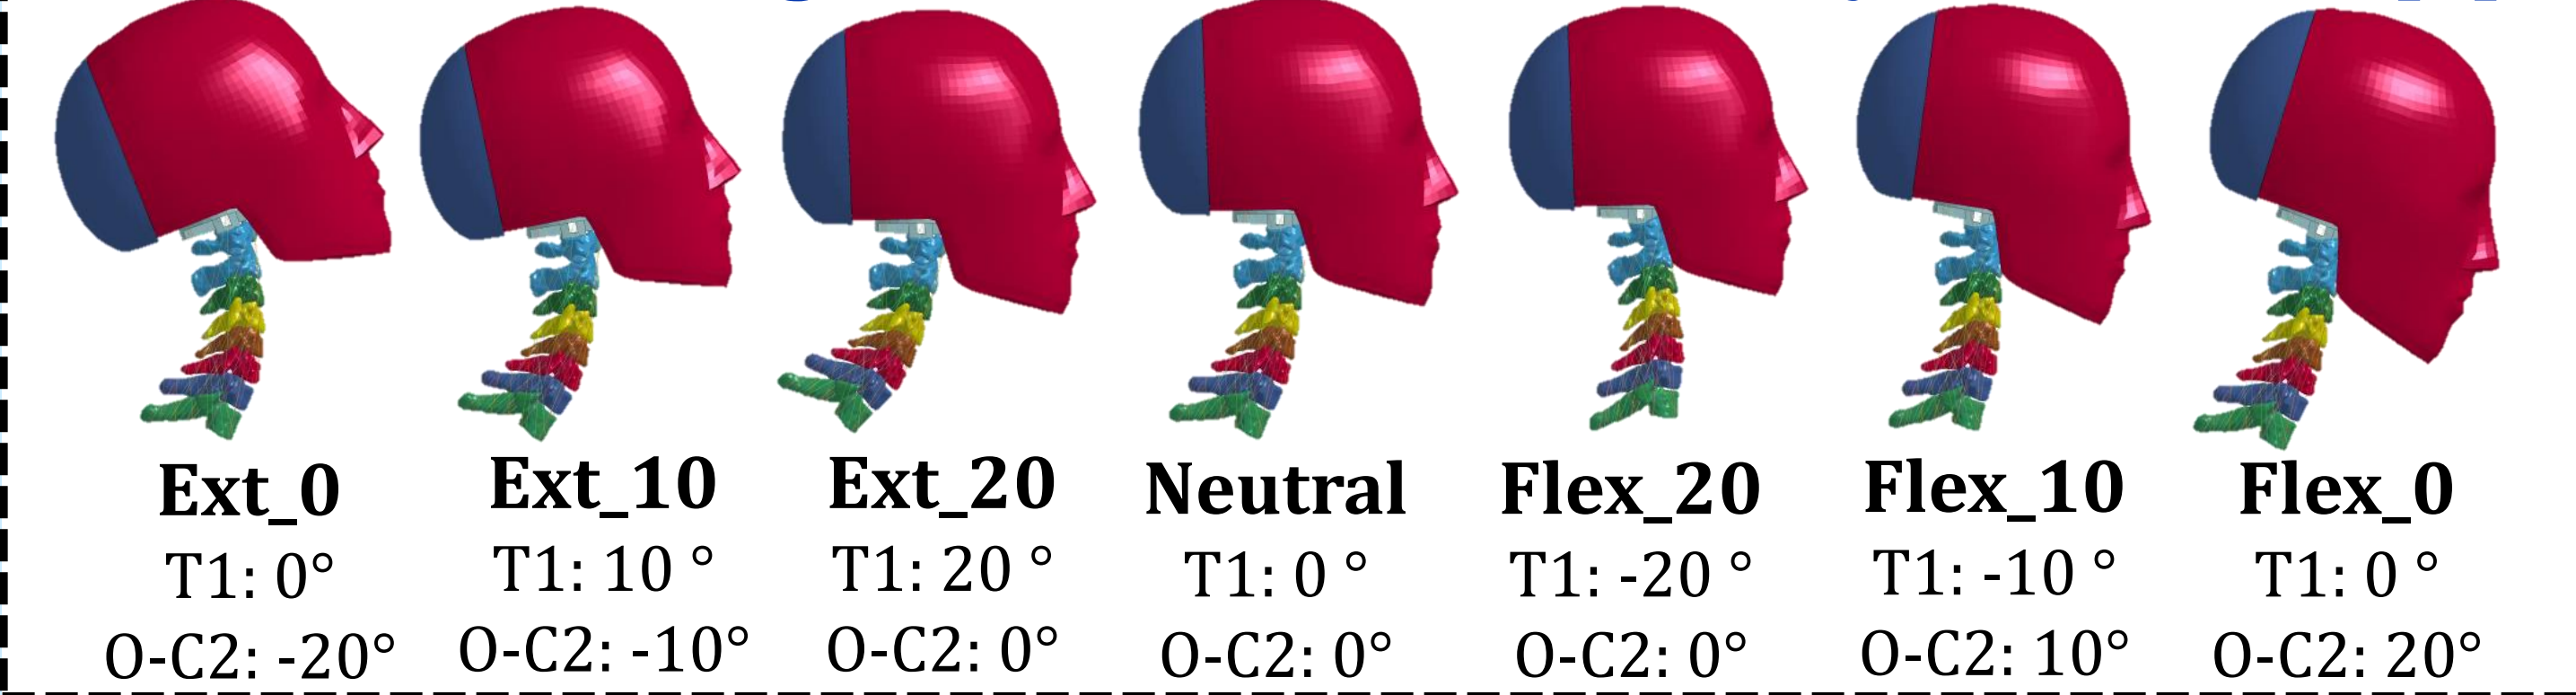 Ext_0 Ext_10 Ext_20 Neutral Flex_20 Flex_10 Flex_0
T1: 0° T1: 10 ° T1: 20 ° T1: 0 ° T1: -20 ° T1: -10 ° T1: 0 °
O-C2: -20° O-C2: -10° O-C2: 0° O-C2: 0° O-C2: 0° O-C2: 10° O-C2: 20°